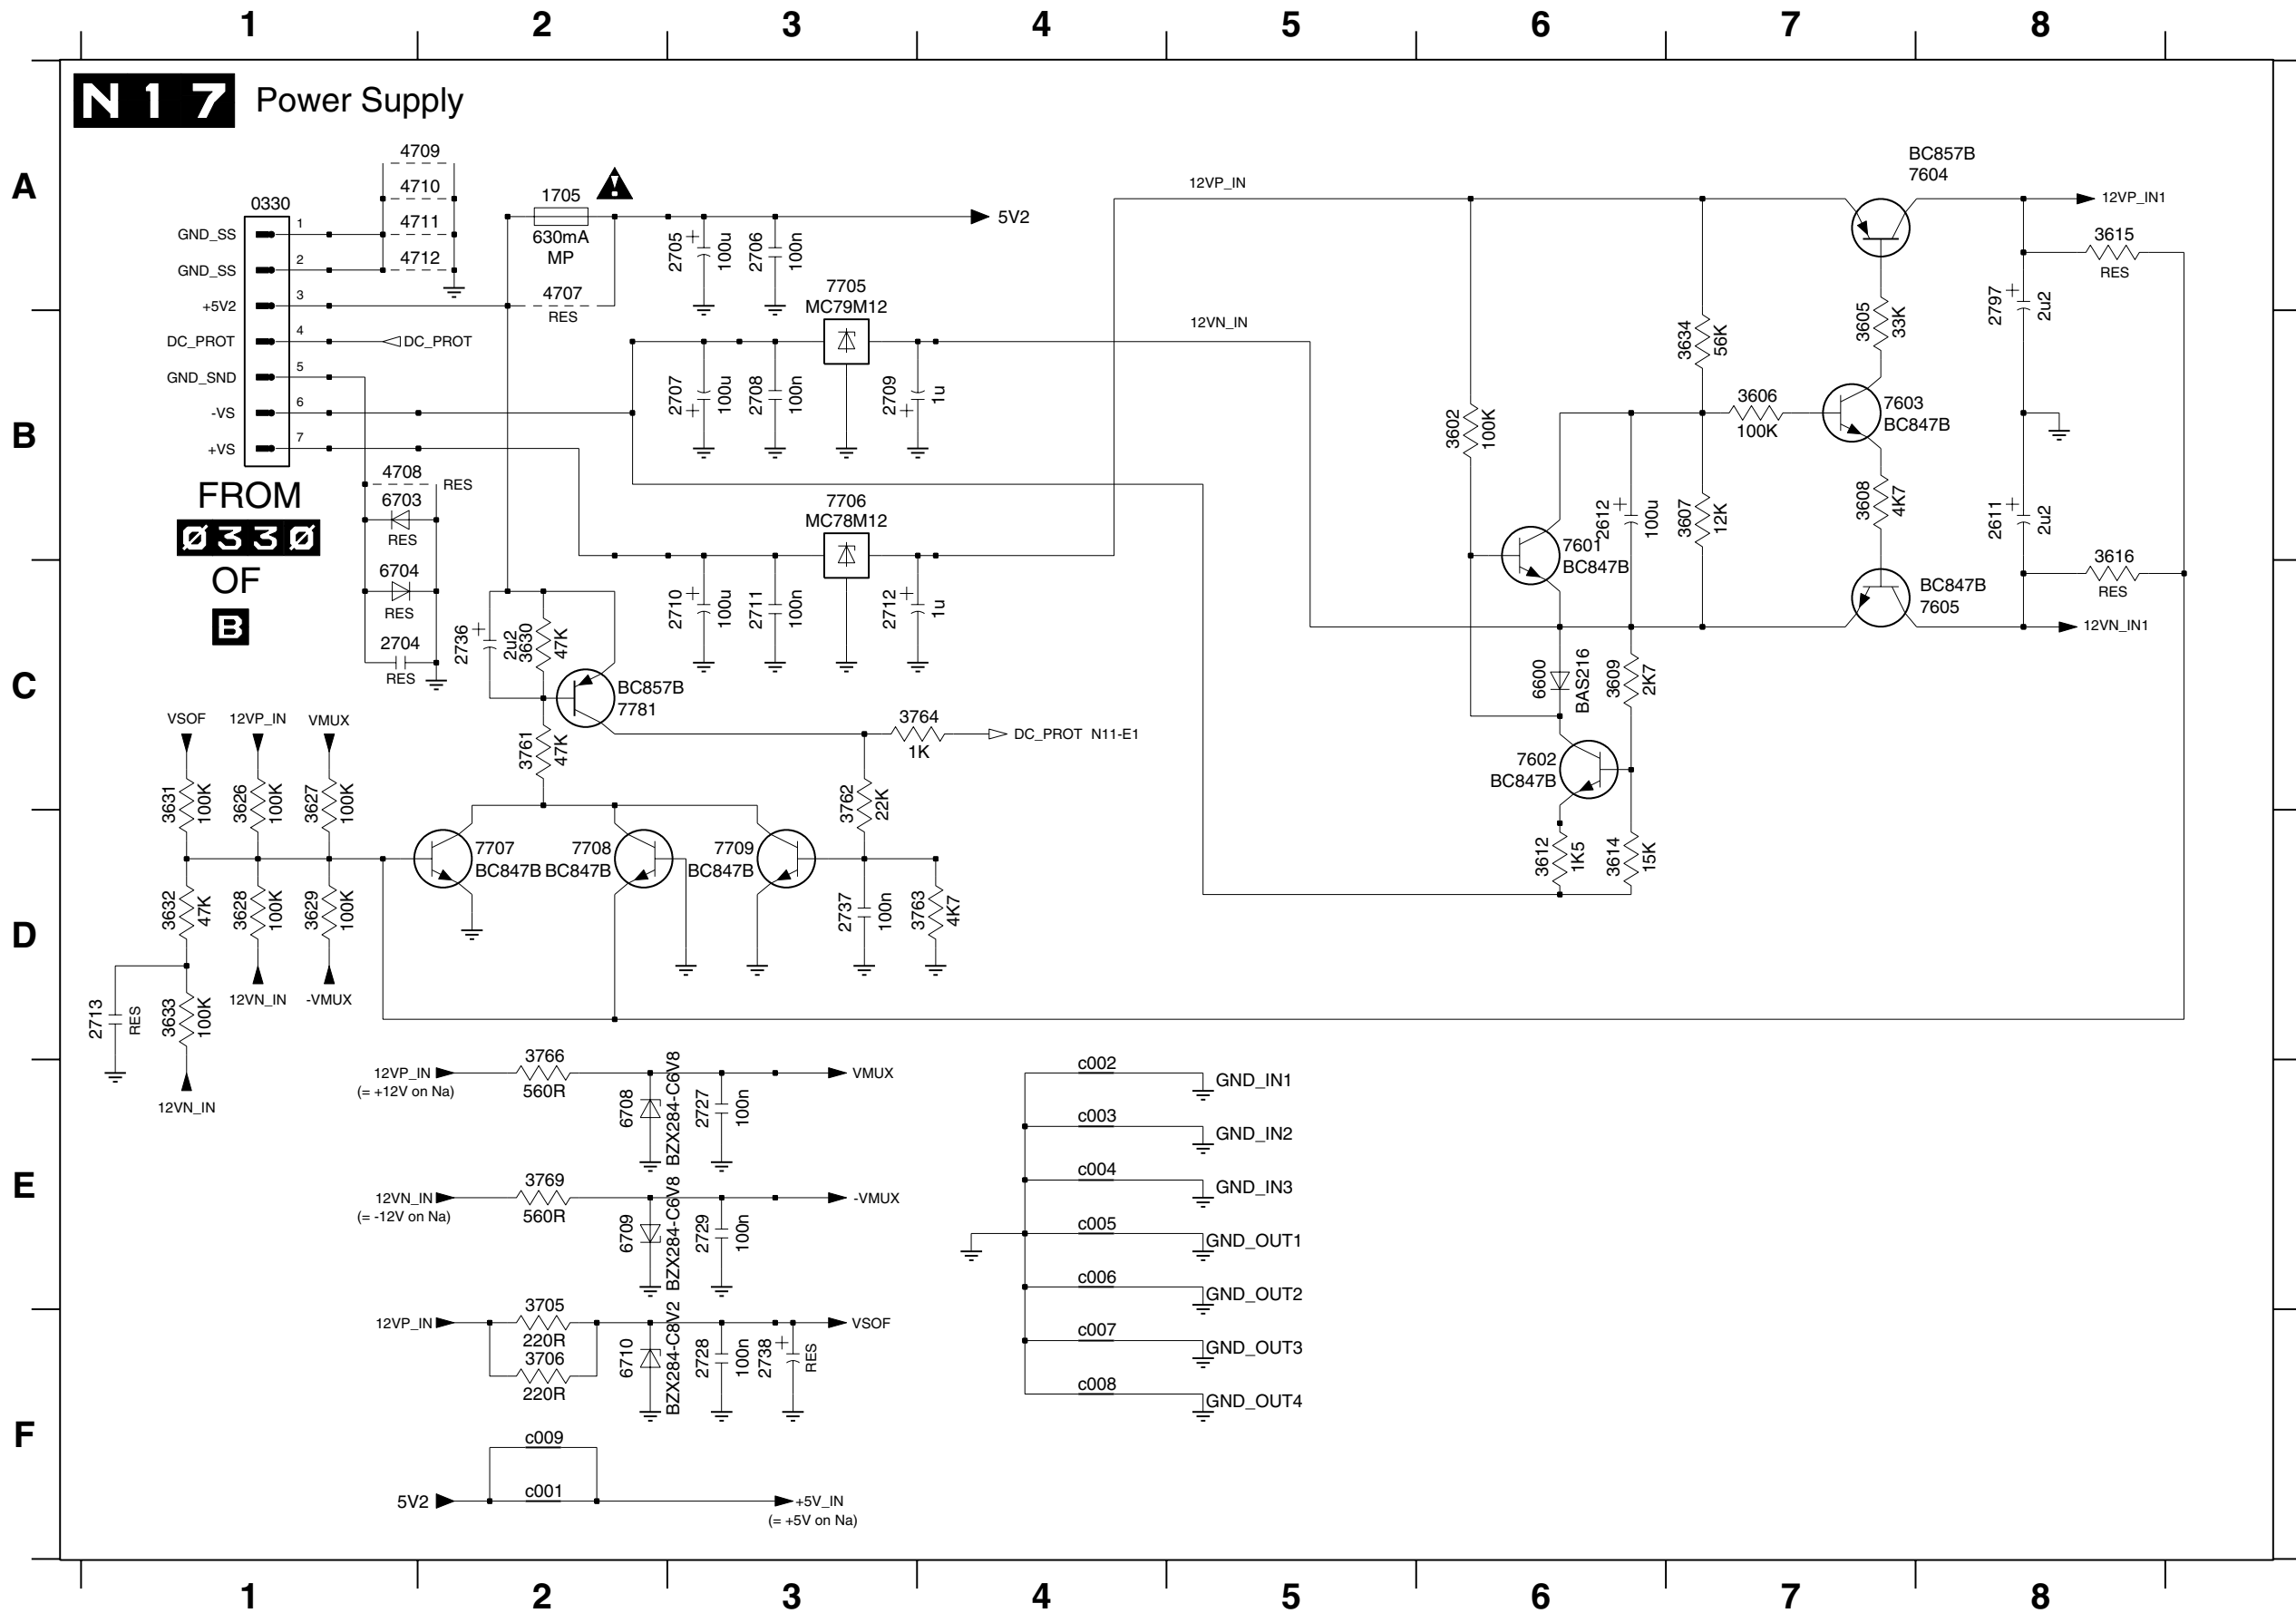 1 2 3 4 5 6 7 8
N17 Power Supply
A
B
C
D
E
F
4709
4710
4711
4712
0330
GND_SS 1
GND_SS 2
+5V2 3
DC_PROT 4
GND_SND 5
-VS 6
+VS 7
DC_PROT
FROM
0330
OF
B
4708 RES
6703
RES
6704
RES
2704
RES
1705
630mA
MP
4707
RES
2705 100u
2706 100n
5V2
7705
MC79M12
2707 100u
2708 100n
2709 1u
7706
MC78M12
2710 100u
2711 100n
2712 1u
12VP_IN
12VN_IN
BC857B
7604
12VP_IN1
3615
RES
2797 2u2
3605 33K
3634 56K
3602 100K
3606
100K
7603
BC847B
3608 4K7
2612 100u
3607 12K
2611 2u2
7601
BC847B
3616
RES
BC847B
7605
12VN_IN1
6600 BAS216
3609 2K7
7602
BC847B
3612 1K5
3614 15K
2736 2u2
3630 47K
BC857B
7781
3761 47K
3764
1K
DC_PROT N11-E1
3762 22K
VSOF 12VP_IN VMUX
3631 100K
3626 100K
3627 100K
7707
BC847B
7708
BC847B
7709
BC847B
3632 47K
3628 100K
3629 100K
2737 100n
3763 4K7
12VN_IN -VMUX
2713 RES
3633 100K
12VN_IN
12VP_IN
(= +12V on Na)
3766
560R
6708 BZX284-C6V8
2727 100n
VMUX
12VN_IN
(= -12V on Na)
3769
560R
6709 BZX284-C6V8
2729 100n
-VMUX
12VP_IN
3705
220R
3706
220R
6710 BZX284-C8V2
2728 100n
2738 RES
VSOF
c009
5V2
c001
+5V_IN
(= +5V on Na)
c002 GND_IN1
c003 GND_IN2
c004 GND_IN3
c005 GND_OUT1
c006 GND_OUT2
c007 GND_OUT3
c008 GND_OUT4
1 2 3 4 5 6 7 8